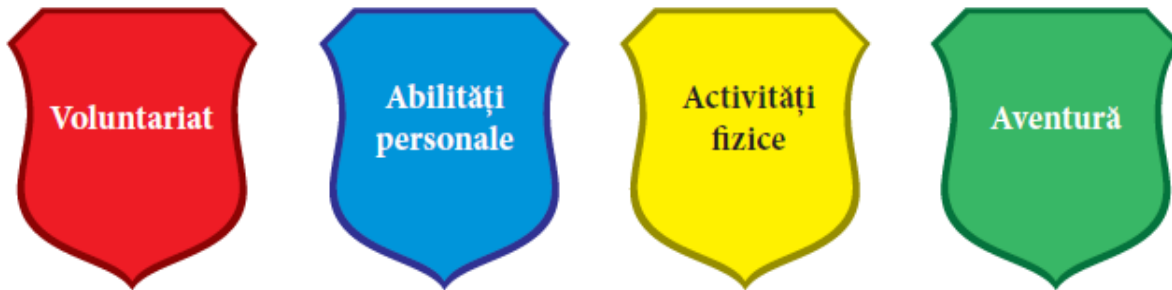 Voluntariat
Abilități
personale
Activități
fizice
Aventură